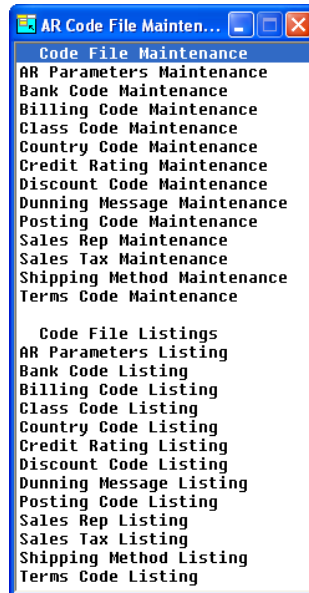 AR Code File Mainten...
Code File Maintenance
AR Parameters Maintenance
Bank Code Maintenance
Billing Code Maintenance
Class Code Maintenance
Country Code Maintenance
Credit Rating Maintenance
Discount Code Maintenance
Dunning Message Maintenance
Posting Code Maintenance
Sales Rep Maintenance
Sales Tax Maintenance
Shipping Method Maintenance
Terms Code Maintenance
Code File Listings
AR Parameters Listing
Bank Code Listing
Billing Code Listing
Class Code Listing
Country Code Listing
Credit Rating Listing
Discount Code Listing
Dunning Message Listing
Posting Code Listing
Sales Rep Listing
Sales Tax Listing
Shipping Method Listing
Terms Code Listing